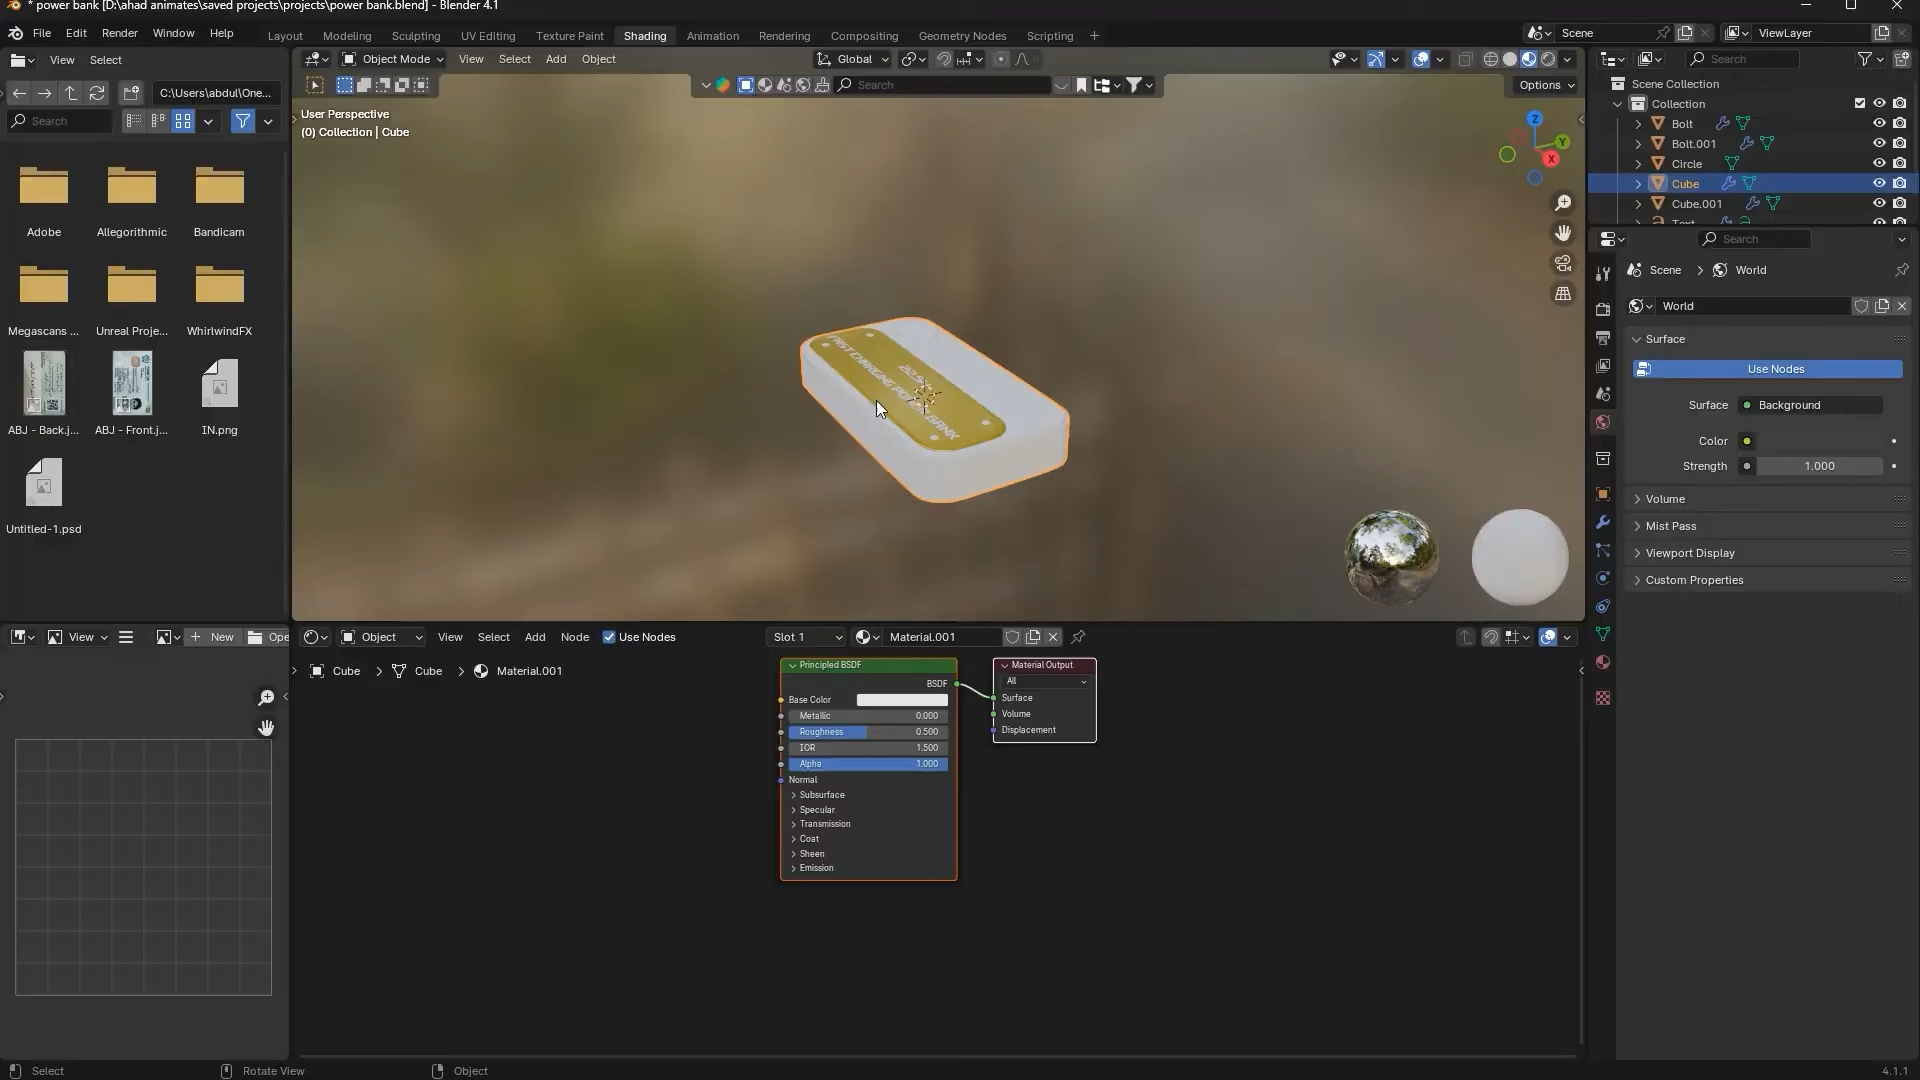 * power bank [D:\ahad animates\saved projects\projects\power bank.blend] - Blender 4.1
File Edit Render Window Help
Layout Modeling Sculpting UV Editing Texture Paint Shading Animation Rendering Compositing Geometry Nodes Scripting +
Scene
ViewLayer
View Select
Object Mode View Select Add Object
Global
Search
C:\Users\abdul\One...
Search
Search
Options
User Perspective
(0) Collection | Cube
Z
Y
X
Scene Collection
Collection
Bolt
Bolt.001
Circle
Cube
Cube.001
Text
Adobe
Allegorithmic
Bandicam
Megascans ...
Unreal Proje...
WhirlwindFX
ABJ - Back.j...
ABJ - Front.j...
IN.png
Untitled-1.psd
FAST CHARGING POWER BANK
Search
Scene > World
World
Surface
Use Nodes
Surface Background
Color
Strength 1.000
Volume
Mist Pass
Viewport Display
Custom Properties
View
New
Ope
Object View Select Add Node Use Nodes
Slot 1
Material.001
Cube > Cube > Material.001
Principled BSDF
BSDF
Base Color
Metallic 0.000
Roughness 0.500
IOR 1.500
Alpha 1.000
Normal
Subsurface
Specular
Transmission
Coat
Sheen
Emission
Material Output
All
Surface
Volume
Displacement
Select
Rotate View
Object
4.1.1